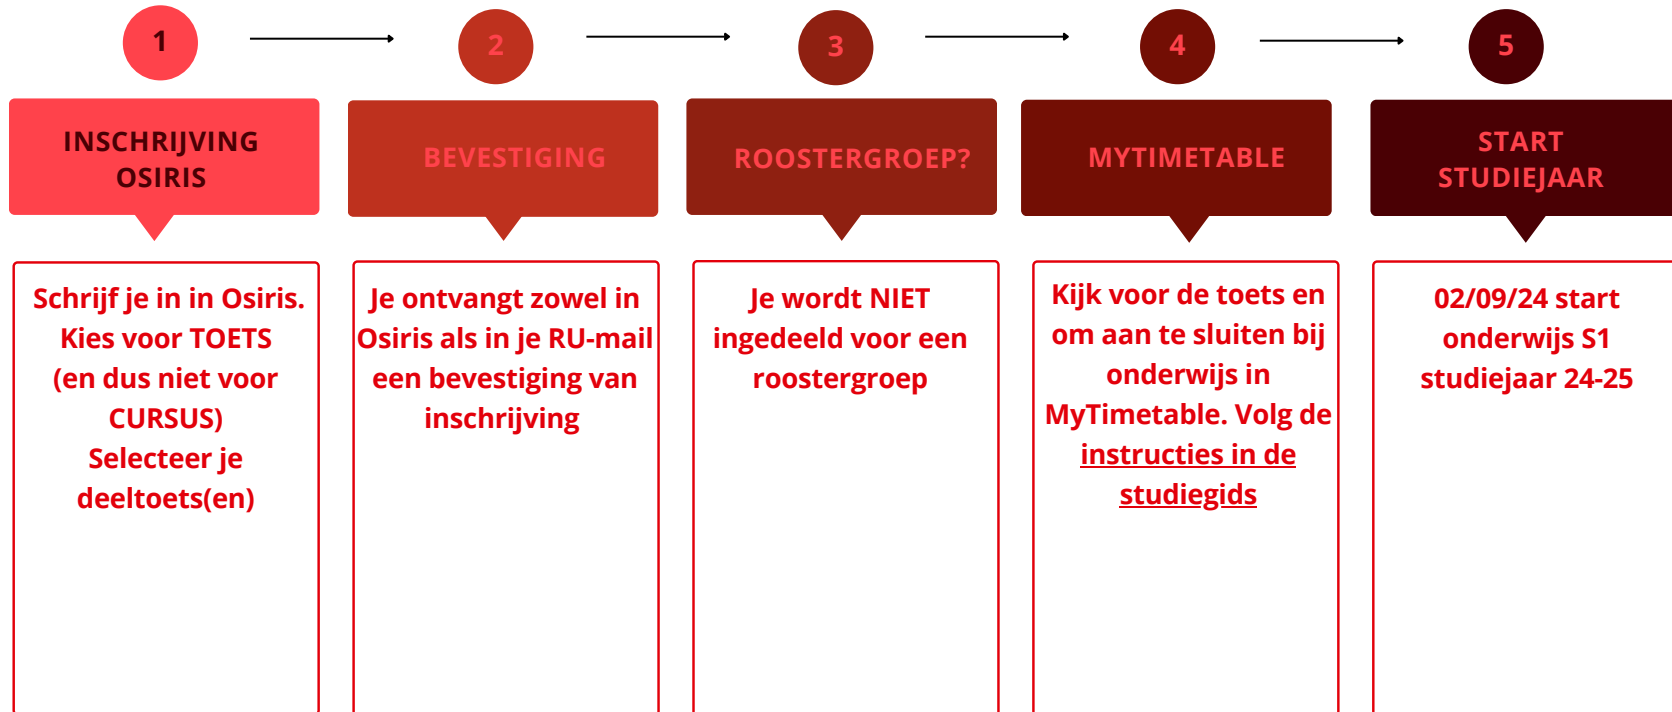 1
2
3
4
5
INSCHRIJVING
OSIRIS
BEVESTIGING
ROOSTERGROEP?
MYTIMETABLE
START
STUDIEJAAR
Schrijf je in in Osiris.
Kies voor TOETS
(en dus niet voor
CURSUS)
Selecteer je
deeltoets(en)
Je ontvangt zowel in
Osiris als in je RU-mail
een bevestiging van
inschrijving
Je wordt NIET
ingedeeld voor een
roostergroep
Kijk voor de toets en
om aan te sluiten bij
onderwijs in
MyTimetable. Volg de
instructies in de
studiegids
02/09/24 start
onderwijs S1
studiejaar 24-25